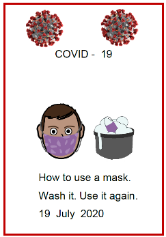 COVID - 19
How to use a mask.
Wash it. Use it again.
19 July 2020